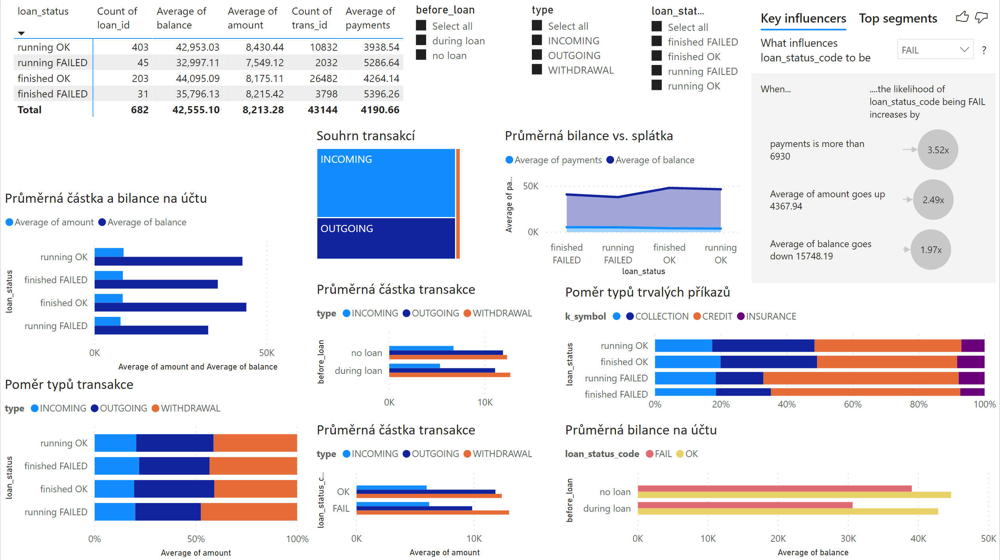 loan_status Count of loan_id Average of balance Average of amount Count of trans_id Average of payments
running OK 403 42,953.03 8,430.44 10832 3938.54
running FAILED 45 32,997.11 7,549.12 2032 5286.64
finished OK 203 44,095.09 8,175.11 26482 4264.14
finished FAILED 31 35,796.13 8,215.42 3798 5396.26
Total 682 42,555.10 8,213.28 43144 4190.66
before_loan
Select all
during loan
no loan
type
Select all
INCOMING
OUTGOING
WITHDRAWAL
loan_stat...
Select all
finished FAILED
finished OK
running FAILED
running OK
Key influencers Top segments
What influences
loan_status_code to be
FAIL
?
When...
....the likelihood of
loan_status_code being FAIL
increases by
payments is more than
6930
3.52x
Average of amount goes up
4367.94
2.49x
Average of balance goes
down 15748.19
1.97x
Souhrn transakcí
INCOMING
OUTGOING
Průměrná bilance vs. splátka
Average of payments Average of balance
Average of pa...
50K
0K
finished FAILED
running FAILED
finished OK
running OK
loan_status
Průměrná částka a bilance na účtu
Average of amount Average of balance
loan_status
running OK
finished FAILED
finished OK
running FAILED
0K 50K
Average of amount and Average of balance
Průměrná částka transakce
type INCOMING OUTGOING WITHDRAWAL
before_loan
no loan
during loan
0K 10K
Poměr typů trvalých příkazů
k_symbol COLLECTION CREDIT INSURANCE
loan_status
running OK
finished OK
running FAILED
finished FAILED
0% 20% 40% 60% 80% 100%
Poměr typů transakce
type INCOMING OUTGOING WITHDRAWAL
loan_status
running OK
finished FAILED
finished OK
running FAILED
0% 50% 100%
Average of amount
Průměrná částka transakce
type INCOMING OUTGOING WITHDRAWAL
loan_status_c...
OK
FAIL
0K 10K
Average of amount
Průměrná bilance na účtu
loan_status_code FAIL OK
before_loan
no loan
during loan
0K 10K 20K 30K 40K 50K
Average of balance